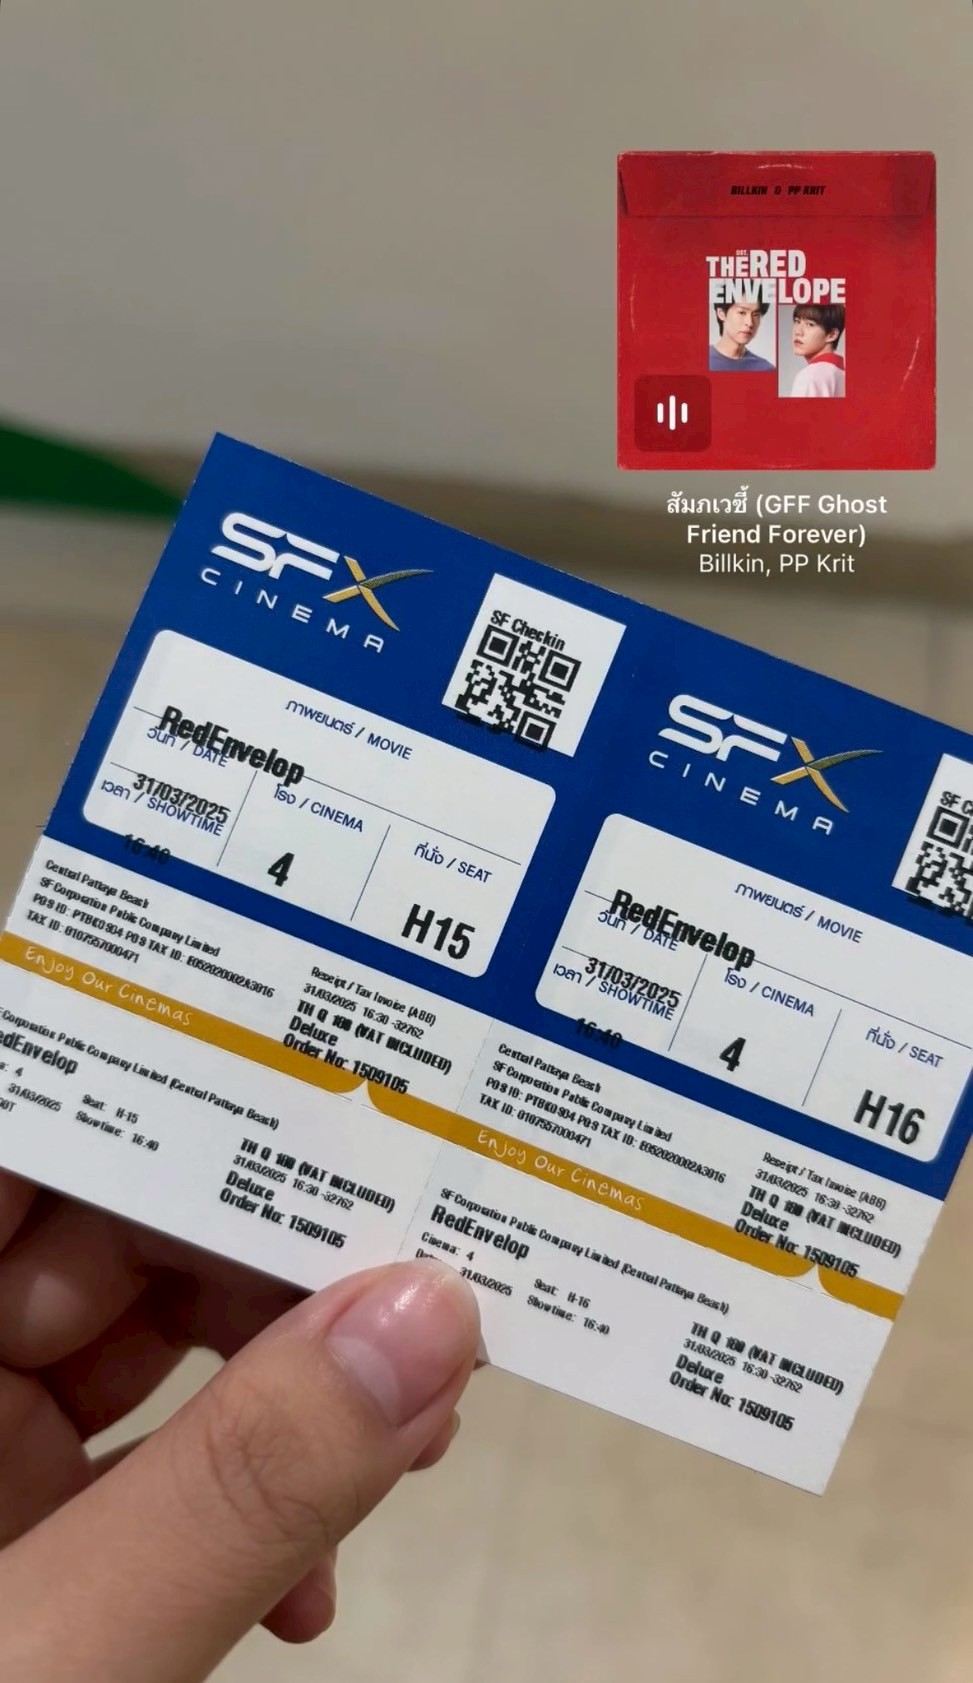 BILLKIN & PP KRIT
OST.
THE RED
ENVELOPE
สัมภเวซี้ (GFF Ghost
Friend Forever)
Billkin, PP Krit
SFX
CINEMA
SF Checkin
ภาพยนตร์ / MOVIE
RedEnvelop
วันที่ / DATE
31/03/2025
เวลา / SHOWTIME
16:40
โรง / CINEMA
4
ที่นั่ง / SEAT
H15
Central Pattaya Beach
SF Corporation Public Company Limited
POS ID: PTBK0S04 POS TAX ID: E052020002A3016
TAX ID: 0107557000471
Receipt / Tax Invoice (ABB)
31/03/2025 16:30 -32762
TH Q 180 (VAT INCLUDED)
Deluxe
Order No: 1509105
Enjoy Our Cinemas
Corporation Public Company Limited (Central Pattaya Beach)
edEnvelop
4
31/03/2025
Seat: H-15
Showtime: 16:40
TH Q 180 (VAT INCLUDED)
31/03/2025 16:30 -32762
Deluxe
Order No: 1509105
SFX
CINEMA
SF C
ภาพยนตร์ / MOVIE
RedEnvelop
วันที่ / DATE
31/03/2025
เวลา / SHOWTIME
16:40
โรง / CINEMA
4
ที่นั่ง / SEAT
H16
Central Pattaya Beach
SF Corporation Public Company Limited
POS ID: PTBK0S04 POS TAX ID: E052020002A3016
TAX ID: 0107557000471
Receipt / Tax Invoice (ABB)
31/03/2025 16:30 -32762
TH Q 180 (VAT INCLUDED)
Deluxe
Order No: 1509105
Enjoy Our Cinemas
SF Corporation Public Company Limited (Central Pattaya Beach)
RedEnvelop
Cinema: 4
31/03/2025
Seat: H-16
Showtime: 16:40
TH Q 180 (VAT INCLUDED)
31/03/2025 16:30 -32762
Deluxe
Order No: 1509105